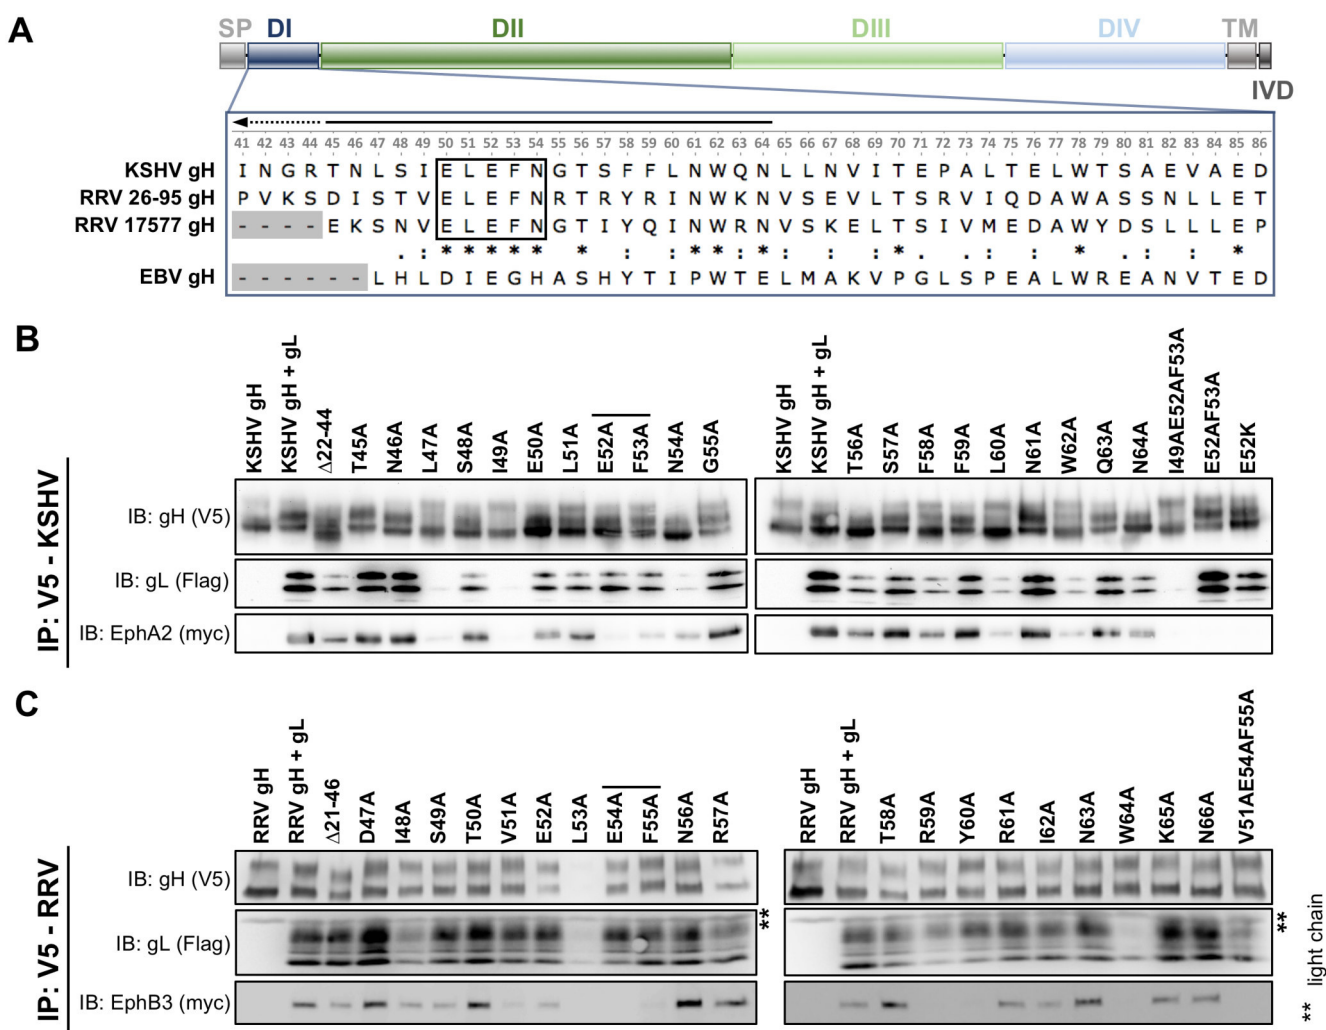 A
SP DI DII DIII DIV TM
IVD
41 42 43 44 45 46 47 48 49 50 51 52 53 54 55 56 57 58 59 60 61 62 63 64 65 66 67 68 69 70 71 72 73 74 75 76 77 78 79 80 81 82 83 84 85 86
KSHV gH I N G R T N L S I E L E F N G T S F F L N W Q N L L N V I T E P A L T E L W T S A E V A E D
RRV 26-95 gH P V K S D I S T V E L E F N R T R Y R I N W K N V S E V L T S R V I Q D A W A S S N L L E T
RRV 17577 gH - - - - E K S N V E L E F N G T I Y Q I N W R N V S K E L T S I V M E D A W Y D S L L L E P
. : * * * * * * : : * * * : : : * . . : : * . : : *
EBV gH - - - - - - L H L D I E G H A S H Y T I P W T E L M A K V P G L S P E A L W R E A N V T E D
B
KSHV gH
KSHV gH + gL
Δ22-44
T45A
N46A
L47A
S48A
I49A
E50A
L51A
E52A
F53A
N54A
G55A
KSHV gH
KSHV gH + gL
T56A
S57A
F58A
F59A
L60A
N61A
W62A
Q63A
N64A
I49AE52AF53A
E52AF53A
E52K
IP: V5 - KSHV
IB: gH (V5)
IB: gL (Flag)
IB: EphA2 (myc)
C
RRV gH
RRV gH + gL
Δ21-46
D47A
I48A
S49A
T50A
V51A
E52A
L53A
E54A
F55A
N56A
R57A
RRV gH
RRV gH + gL
T58A
R59A
Y60A
R61A
I62A
N63A
W64A
K65A
N66A
V51AE54AF55A
IP: V5 - RRV
IB: gH (V5)
IB: gL (Flag)
IB: EphB3 (myc)
**
**
** light chain